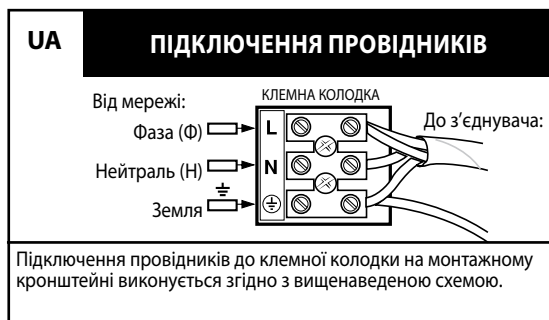 UA
ПІДКЛЮЧЕННЯ ПРОВІДНИКІВ
Від мережі:
КЛЕМНА КОЛОДКА
До з’єднувача:
Фаза (Ф)
L
Нейтраль (Н)
N
Земля
Підключення провідників до клемної колодки на монтажному
кронштейні виконується згідно з вищенаведеною схемою.